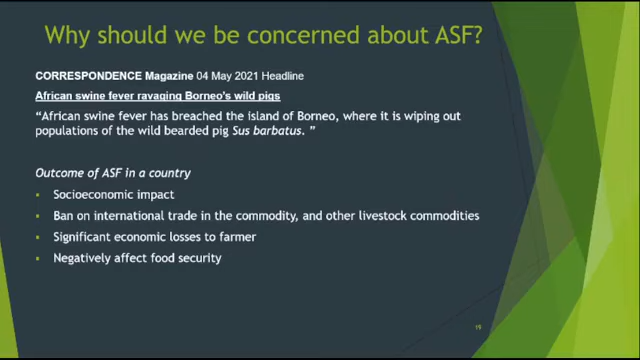 Why should we be concerned about ASF?
CORRESPONDENCE Magazine 04 May 2021 Headline
African swine fever ravaging Borneo's wild pigs
“African swine fever has breached the island of Borneo, where it is wiping out
populations of the wild bearded pig Sus barbatus. ”
Outcome of ASF in a country
▪ Socioeconomic impact
▪ Ban on international trade in the commodity, and other livestock commodities
▪ Significant economic losses to farmer
▪ Negatively affect food security
19